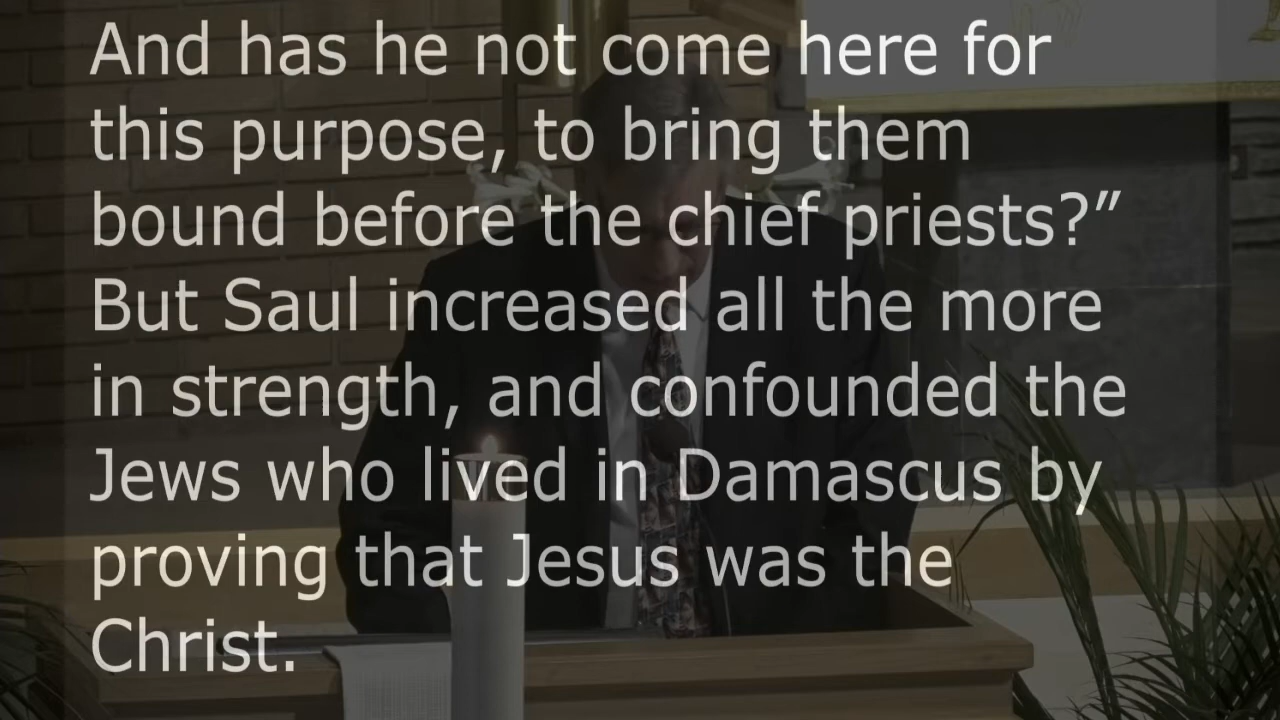 And has he not come here for
this purpose, to bring them
bound before the chief priests?”
But Saul increased all the more
in strength, and confounded the
Jews who lived in Damascus by
proving that Jesus was the
Christ.